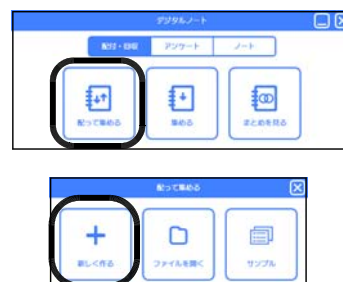 デジタルノート
配付・回収 アンケート ノート
配って集める 集める まとめを見る
配って集める
新しく作る ファイルを開く サンプル